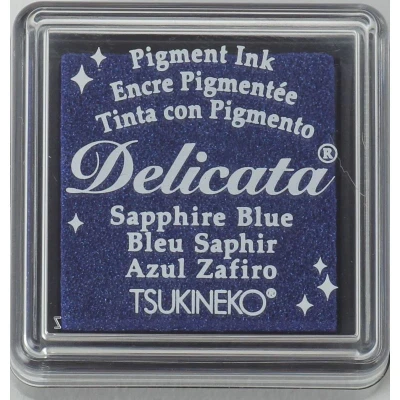 Pigment Ink
Encre Pigmentée
Tinta con Pigmento
Delicata®
Sapphire Blue
Bleu Saphir
Azul Zafiro
TSUKINEKO®